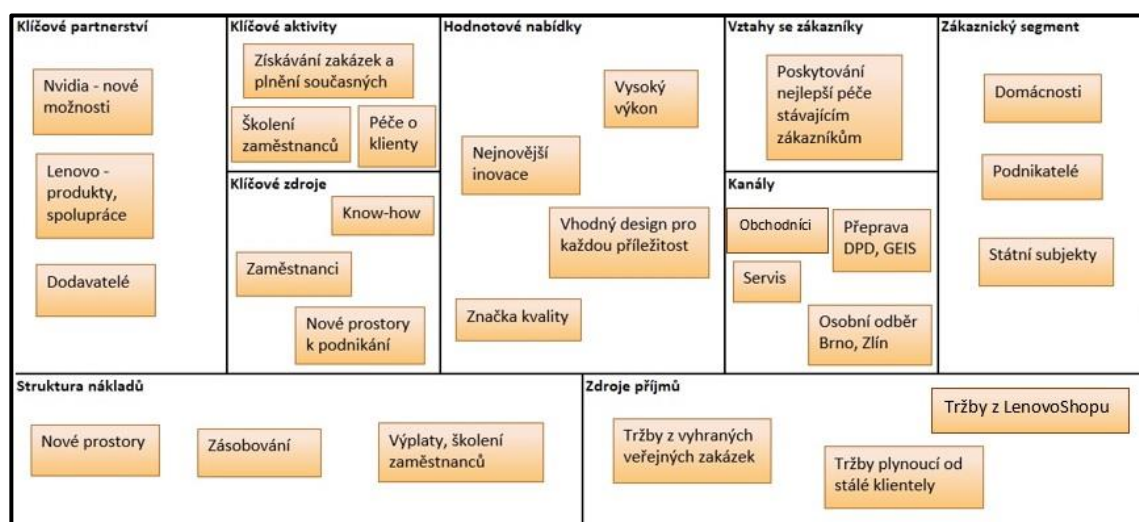 Klíčové partnerství
Nvidia - nové
možnosti
Lenovo -
produkty,
spolupráce
Dodavatelé
Klíčové aktivity
Získávání zakázek a
plnění současných
Školení
zaměstnanců
Péče o
klienty
Klíčové zdroje
Know-how
Zaměstnanci
Nové prostory
k podnikání
Hodnotové nabídky
Vysoký
výkon
Nejnovější
inovace
Vhodný design pro
každou příležitost
Značka kvality
Vztahy se zákazníky
Poskytování
nejlepší péče
stávajícím
zákazníkům
Kanály
Obchodníci
Přeprava
DPD, GEIS
Servis
Osobní odběr
Brno, Zlín
Zákaznický segment
Domácnosti
Podnikatelé
Státní subjekty
Struktura nákladů
Nové prostory
Zásobování
Výplaty, školení
zaměstnanců
Zdroje příjmů
Tržby z LenovoShopu
Tržby z vyhraných
veřejných zakázek
Tržby plynoucí od
stálé klientely